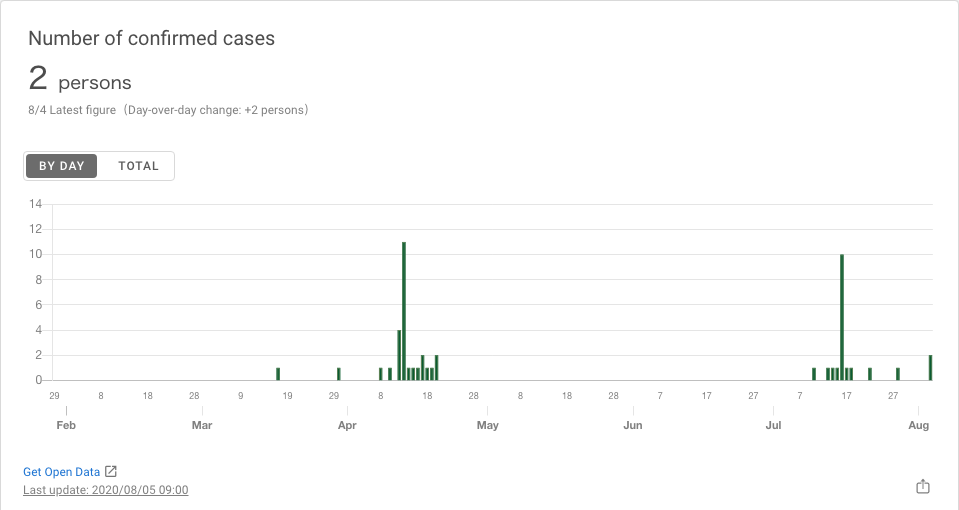 Number of confirmed cases
2 persons
8/4 Latest figure（Day-over-day change: +2 persons）
BY DAY TOTAL
14
12
10
8
6
4
2
0
29 8 18 28 9 19 29 8 18 28 8 18 28 7 17 27 7 17 27
Feb Mar Apr May Jun Jul Aug
Get Open Data
Last update: 2020/08/05 09:00